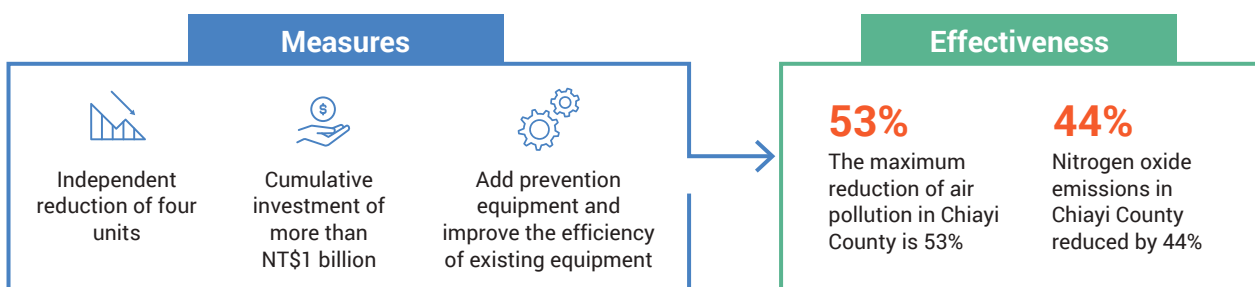 Measures
Independent
reduction of four
units
$
Cumulative
investment of
more than
NT$1 billion
Add prevention
equipment and
improve the efficiency
of existing equipment
Effectiveness
53%
The maximum
reduction of air
pollution in Chiayi
County is 53%
44%
Nitrogen oxide
emissions in
Chiayi County
reduced by 44%